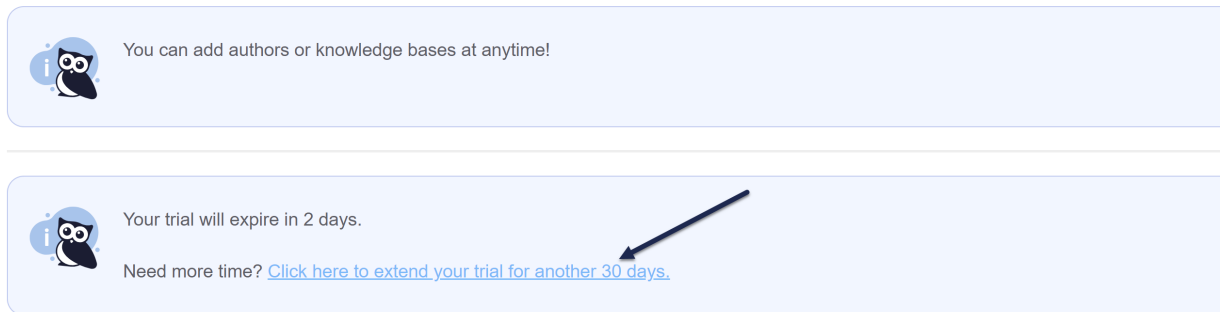 You can add authors or knowledge bases at anytime!
Your trial will expire in 2 days.
Need more time? Click here to extend your trial for another 30 days.